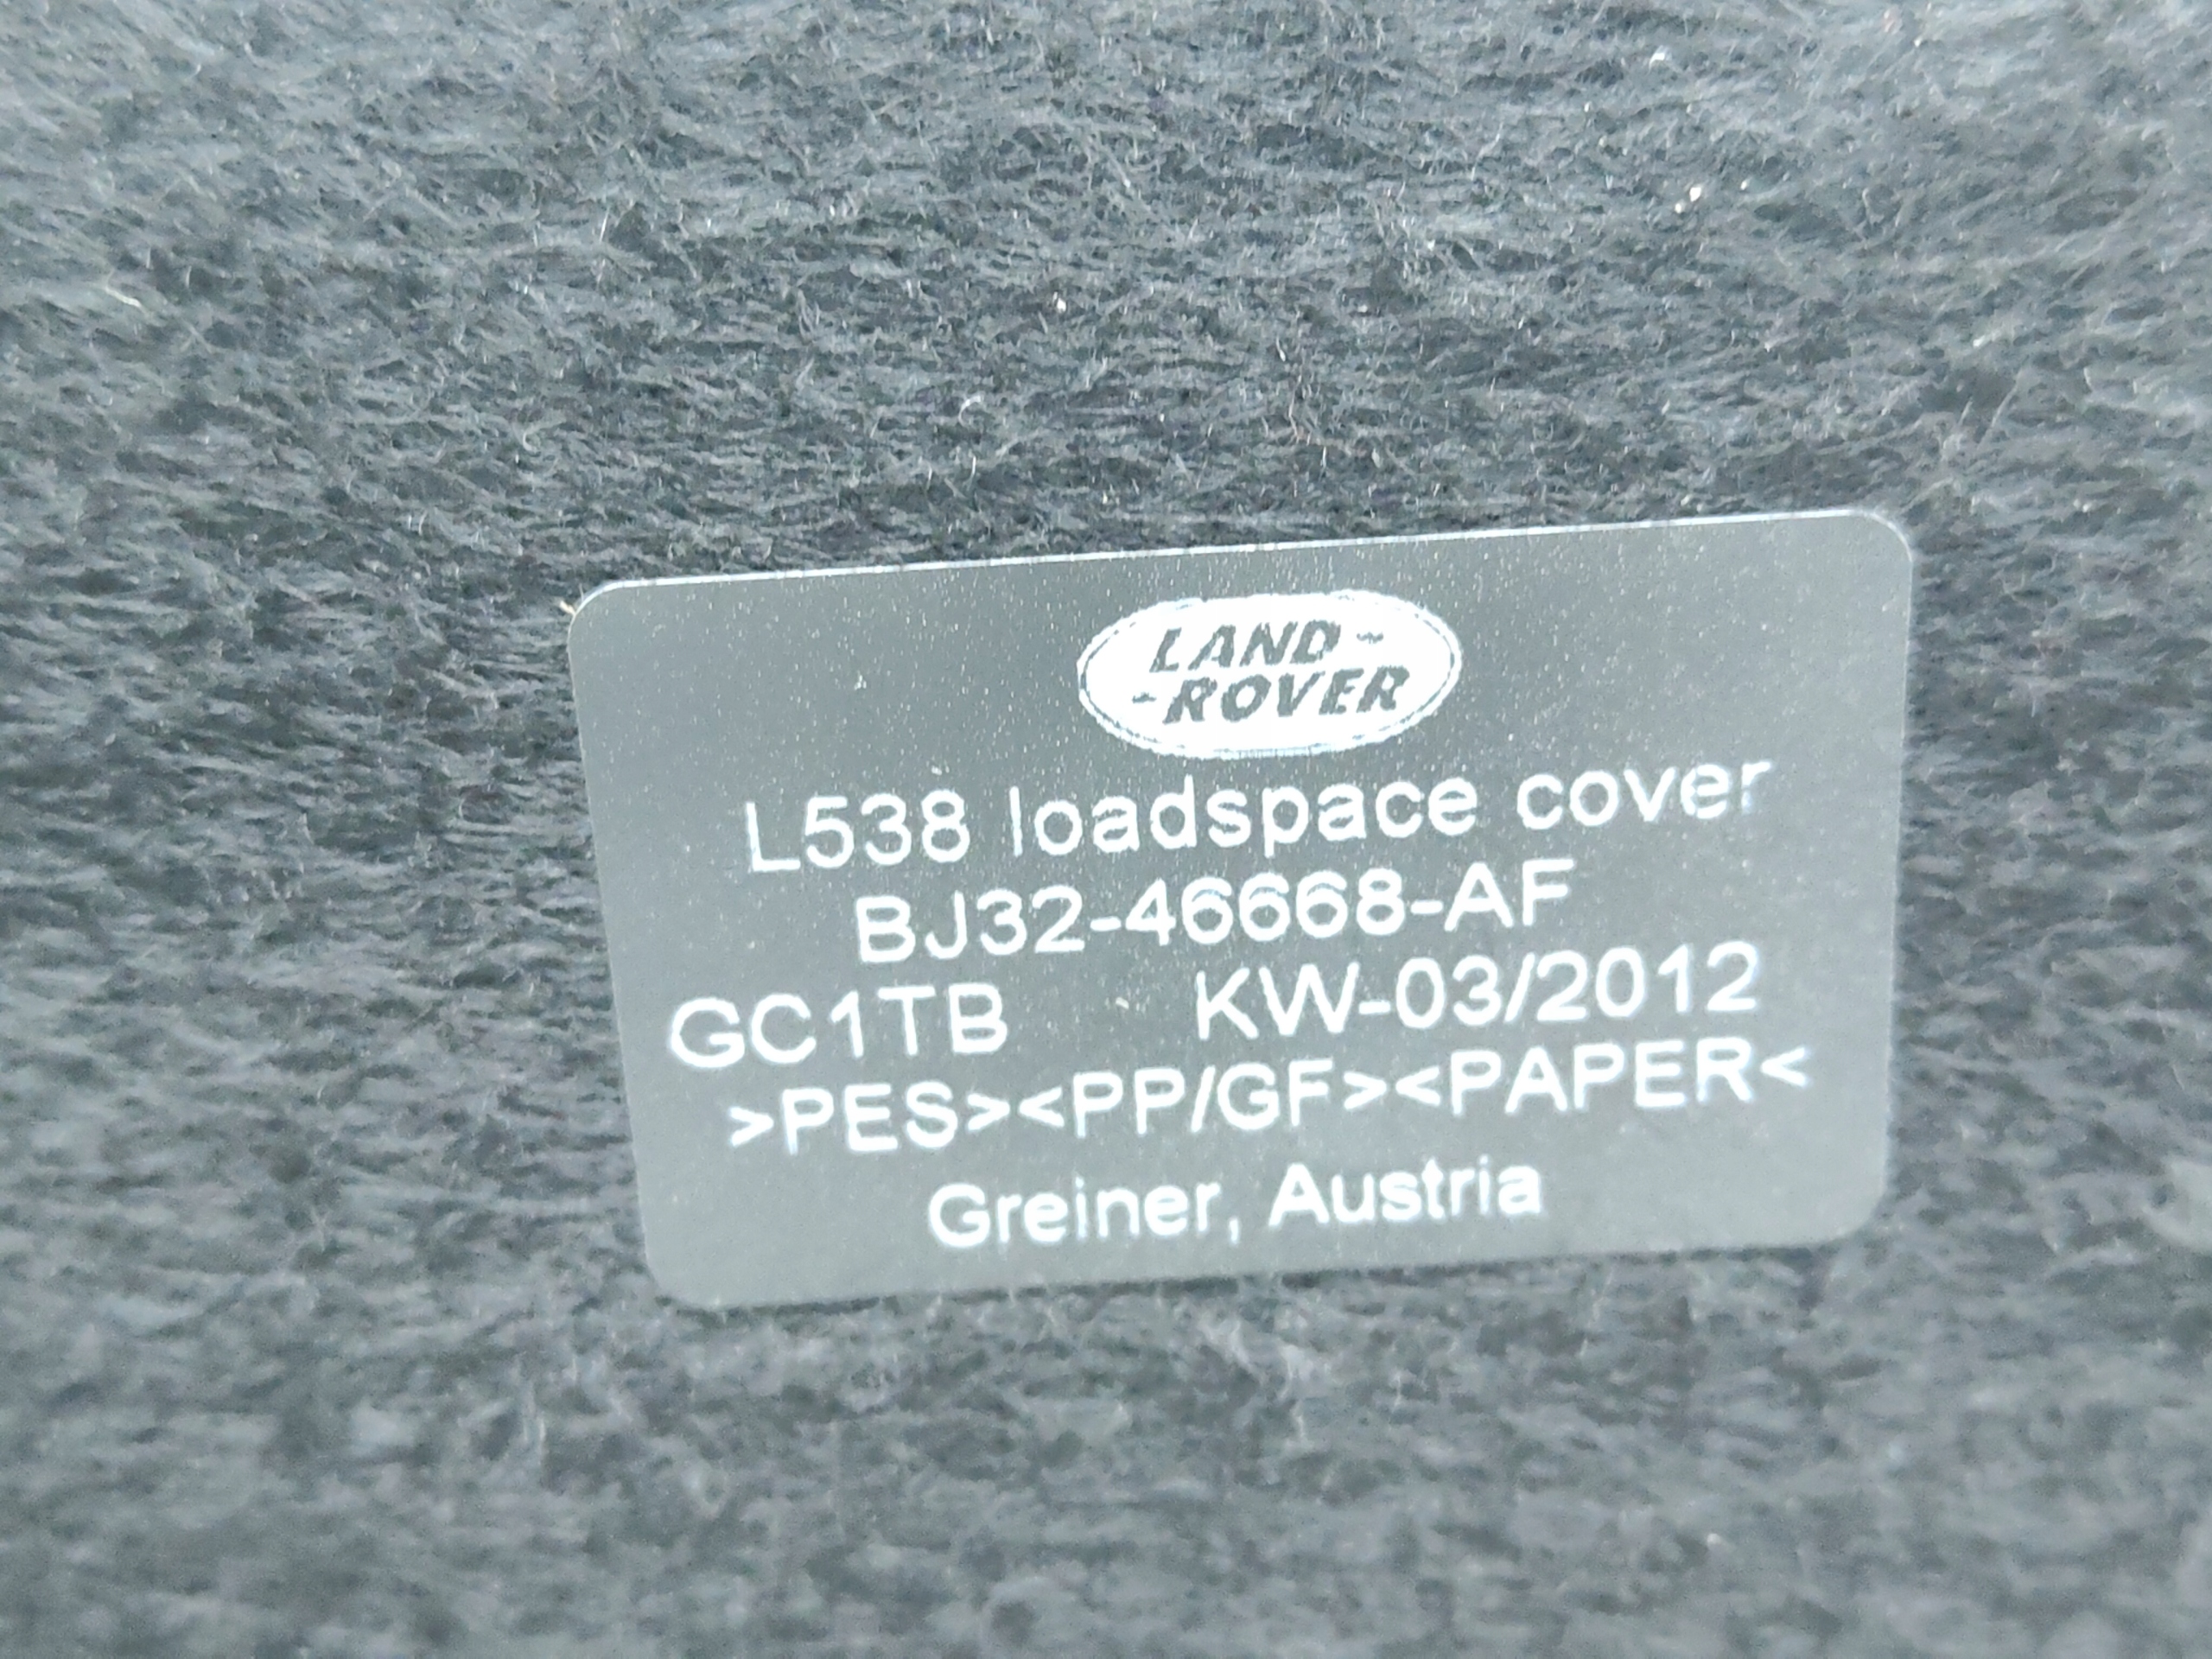 LAND-
-ROVER
L538 loadspace cover
BJ32-46668-AF
GC1TB KW-03/2012
>PES><PP/GF><PAPER<
Greiner, Austria